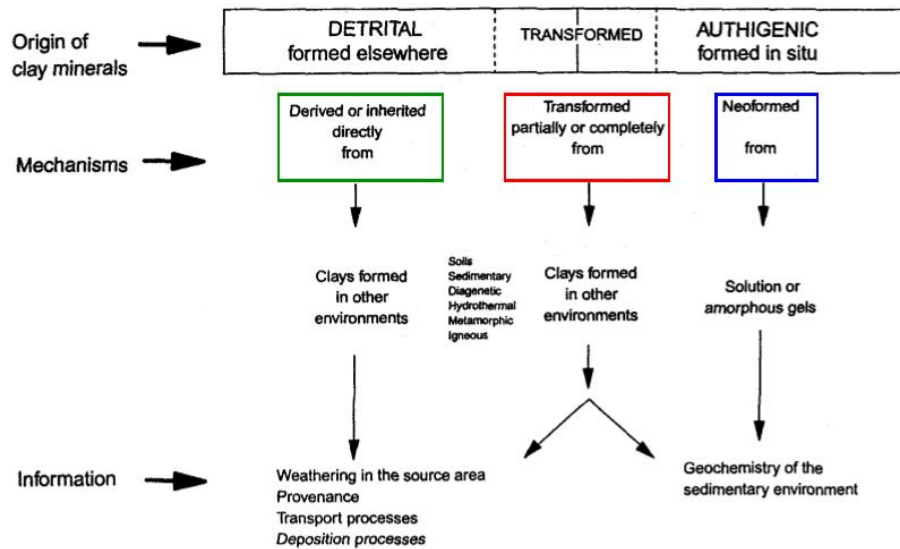 Origin of
clay minerals
DETRITAL
formed elsewhere
TRANSFORMED
AUTHIGENIC
formed in situ
Mechanisms
Derived or inherited
directly
from
Transformed
partially or completely
from
Neoformed
from
Clays formed
in other
environments
Soils
Sedimentary
Diagenetic
Hydrothermal
Metamorphic
Igneous
Clays formed
in other
environments
Solution or
amorphous gels
Information
Weathering in the source area
Provenance
Transport processes
Deposition processes
Geochemistry of the
sedimentary environment